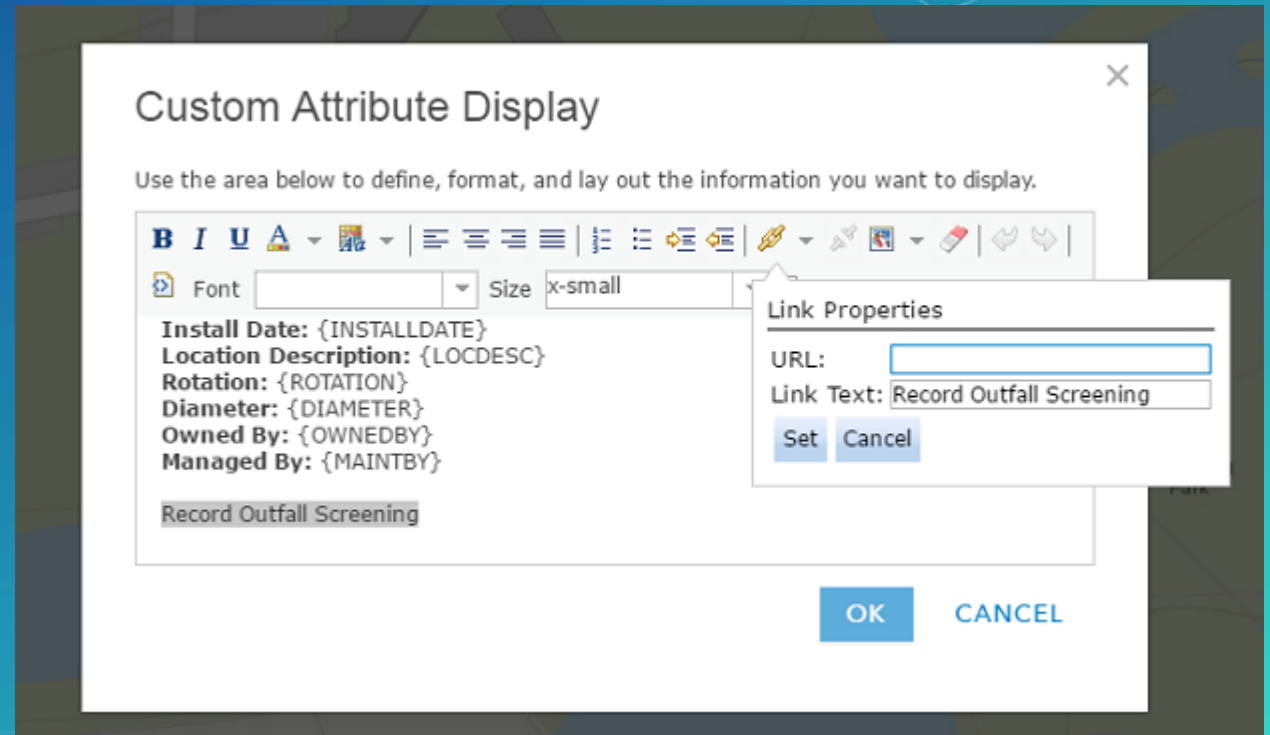 Custom Attribute Display
Use the area below to define, format, and lay out the information you want to display.
B I U
Font Size x-small
Link Properties
URL:
Link Text: Record Outfall Screening
Set Cancel
Install Date: {INSTALLDATE}
Location Description: {LOCDESC}
Rotation: {ROTATION}
Diameter: {DIAMETER}
Owned By: {OWNEDBY}
Managed By: {MAINTBY}
Record Outfall Screening
OK CANCEL
Park